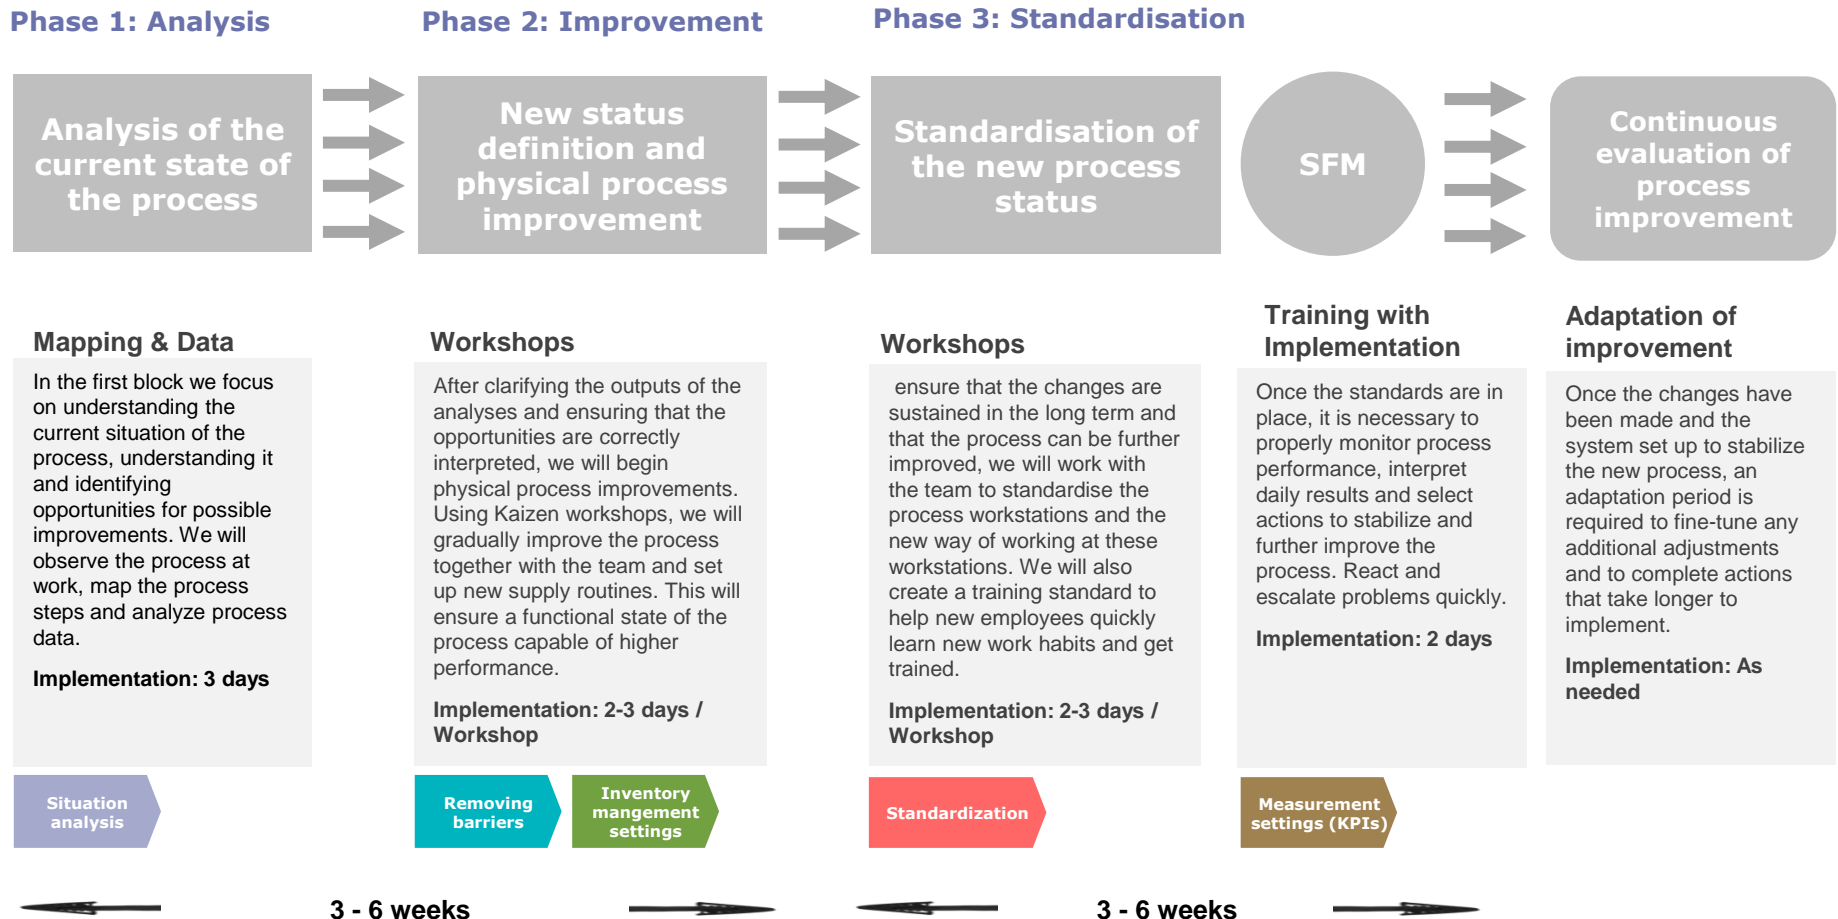 Phase 1: Analysis
Phase 2: Improvement
Phase 3: Standardisation
Analysis of the
current state of
the process
New status
definition and
physical process
improvement
Standardisation of
the new process
status
SFM
Continuous
evaluation of
process
improvement
Mapping & Data
In the first block we focus
on understanding the
current situation of the
process, understanding it
and identifying
opportunities for possible
improvements. We will
observe the process at
work, map the process
steps and analyze process
data.
Implementation: 3 days
Workshops
After clarifying the outputs of the
analyses and ensuring that the
opportunities are correctly
interpreted, we will begin
physical process improvements.
Using Kaizen workshops, we will
gradually improve the process
together with the team and set
up new supply routines. This will
ensure a functional state of the
process capable of higher
performance.
Implementation: 2-3 days /
Workshop
Workshops
ensure that the changes are
sustained in the long term and
that the process can be further
improved, we will work with
the team to standardise the
process workstations and the
new way of working at these
workstations. We will also
create a training standard to
help new employees quickly
learn new work habits and get
trained.
Implementation: 2-3 days /
Workshop
Training with
Implementation
Once the standards are in
place, it is necessary to
properly monitor process
performance, interpret
daily results and select
actions to stabilize and
further improve the
process. React and
escalate problems quickly.
Implementation: 2 days
Adaptation of
improvement
Once the changes have
been made and the
system set up to stabilize
the new process, an
adaptation period is
required to fine-tune any
additional adjustments
and to complete actions
that take longer to
implement.
Implementation: As
needed
Situation
analysis
Removing
barriers
Inventory
mangement
settings
Standardization
Measurement
settings (KPIs)
3 - 6 weeks
3 - 6 weeks